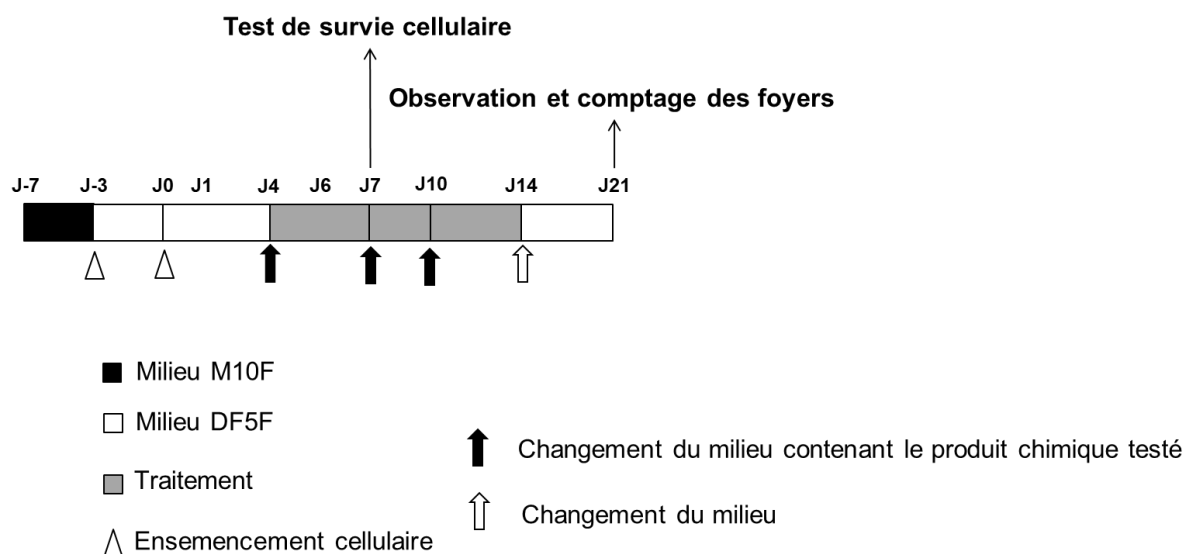 Test de survie cellulaire
Observation et comptage des foyers
J-7 J-3 J0 J1 J4 J6 J7 J10 J14 J21
Milieu M10F
Milieu DF5F
Traitement
Ensemencement cellulaire
Changement du milieu contenant le produit chimique testé
Changement du milieu